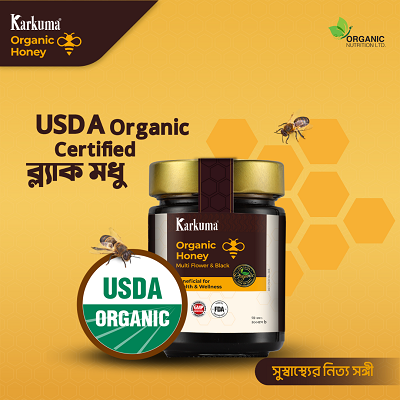 Karkuma®
Organic
Honey
ORGANIC
NUTRITION LTD.
USDA Organic
Certified
ব্ল্যাক মধু
Karkuma®
Organic
Honey
Multi Flower & Black
Beneficial for
Health & Wellness
FDA
USDA
ORGANIC
সুস্বাস্থ্যের নিত্য সঙ্গী